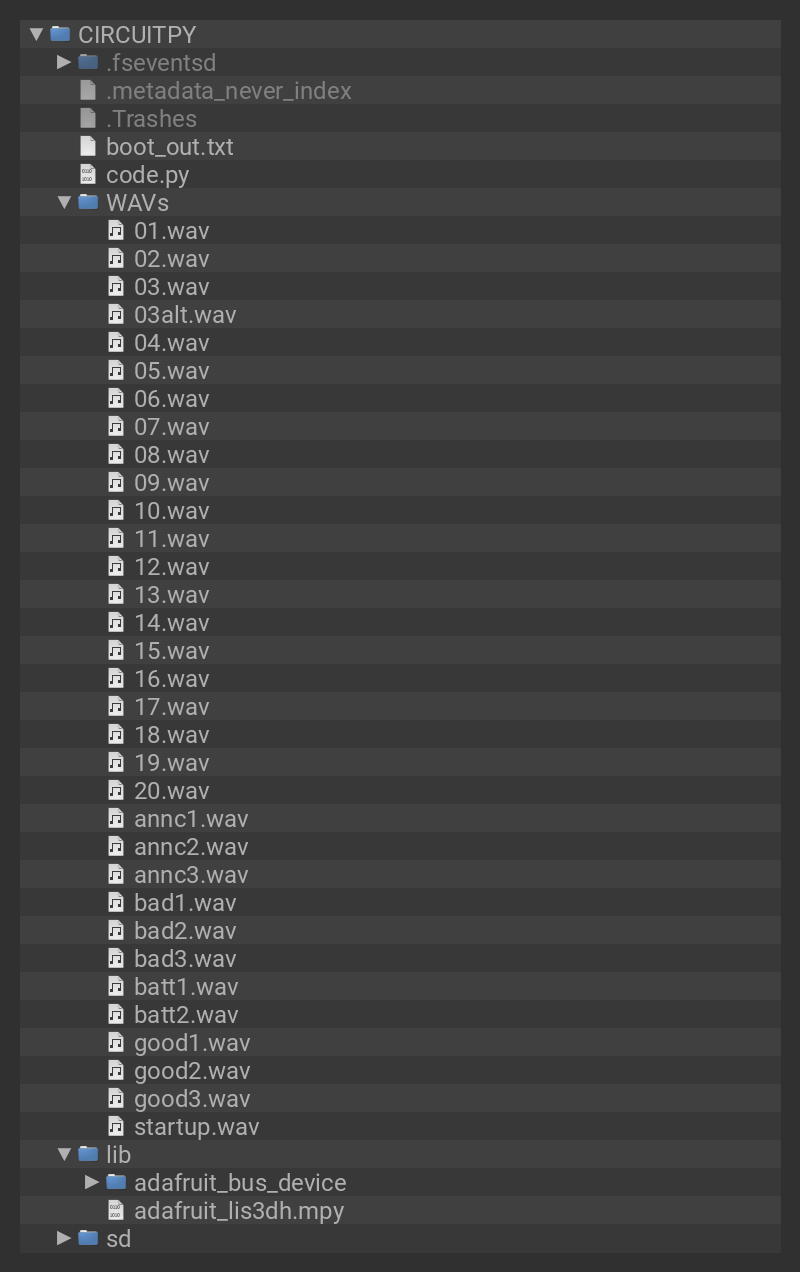 CIRCUITPY
.fseventsd
.metadata_never_index
.Trashes
boot_out.txt
code.py
WAVs
01.wav
02.wav
03.wav
03alt.wav
04.wav
05.wav
06.wav
07.wav
08.wav
09.wav
10.wav
11.wav
12.wav
13.wav
14.wav
15.wav
16.wav
17.wav
18.wav
19.wav
20.wav
annc1.wav
annc2.wav
annc3.wav
bad1.wav
bad2.wav
bad3.wav
batt1.wav
batt2.wav
good1.wav
good2.wav
good3.wav
startup.wav
lib
adafruit_bus_device
adafruit_lis3dh.mpy
sd